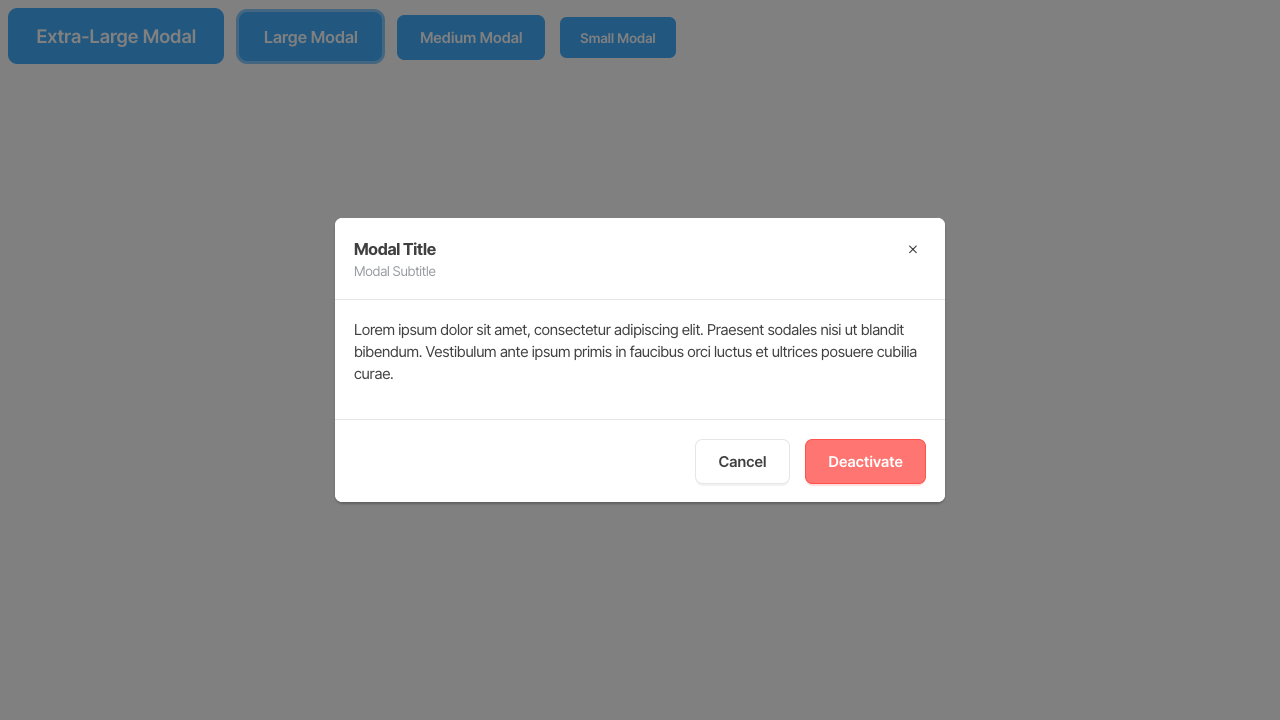 Extra-Large Modal
Large Modal
Medium Modal
Small Modal
Modal Title
Modal Subtitle
Lorem ipsum dolor sit amet, consectetur adipiscing elit. Praesent sodales nisi ut blandit
bibendum. Vestibulum ante ipsum primis in faucibus orci luctus et ultrices posuere cubilia
curae.
Cancel
Deactivate